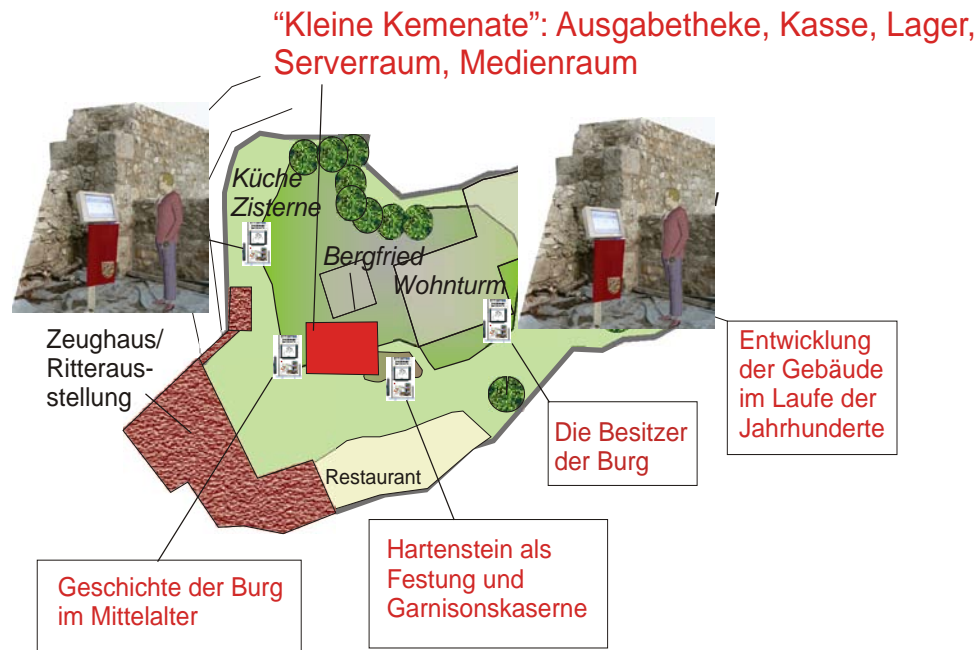 “Kleine Kemenate”: Ausgabetheke, Kasse, Lager,
Serverraum, Medienraum
Küche
Zisterne
Bergfried
Wohnturm
Zeughaus/
Ritteraus-
stellung
Entwicklung
der Gebäude
im Laufe der
Jahrhunderte
Die Besitzer
der Burg
Restaurant
Hartenstein als
Festung und
Garnisonskaserne
Geschichte der Burg
im Mittelalter